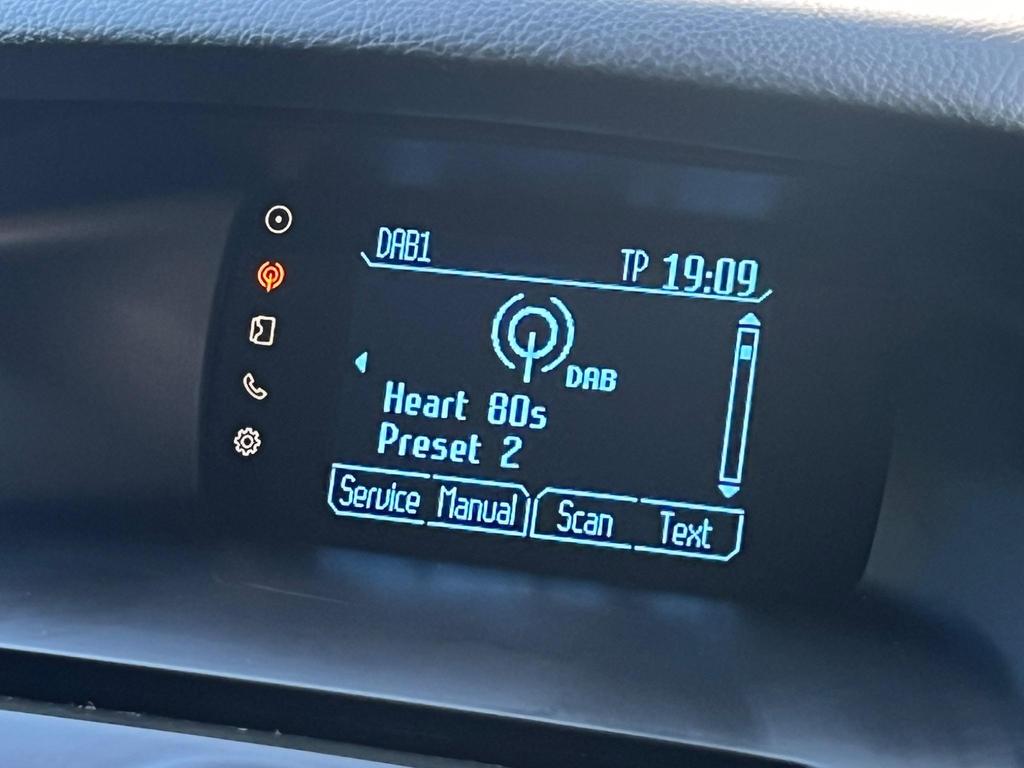 DAB1 TP 19:09
DAB
Heart 80s
Preset 2
Service Manual Scan Text